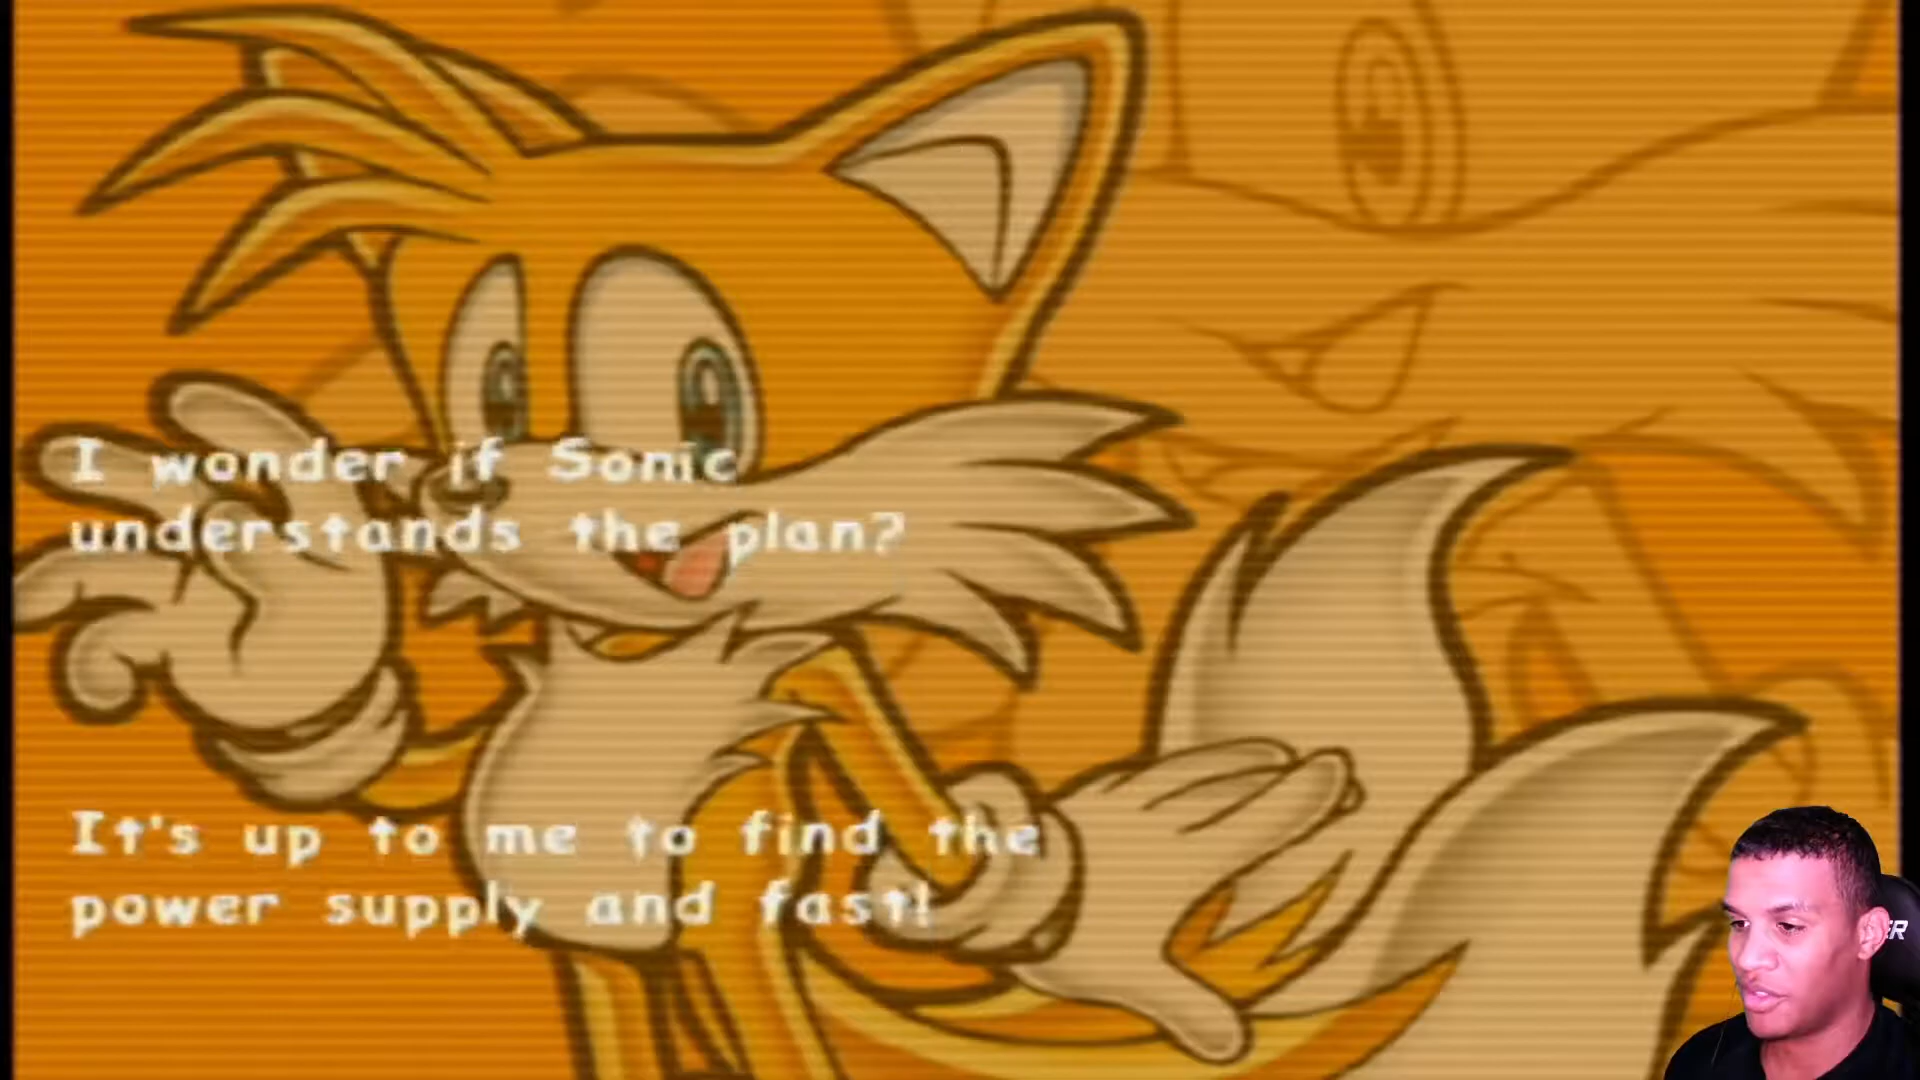 I wonder if Sonic
understands the plan?
It's up to me to find the
power supply and fast!